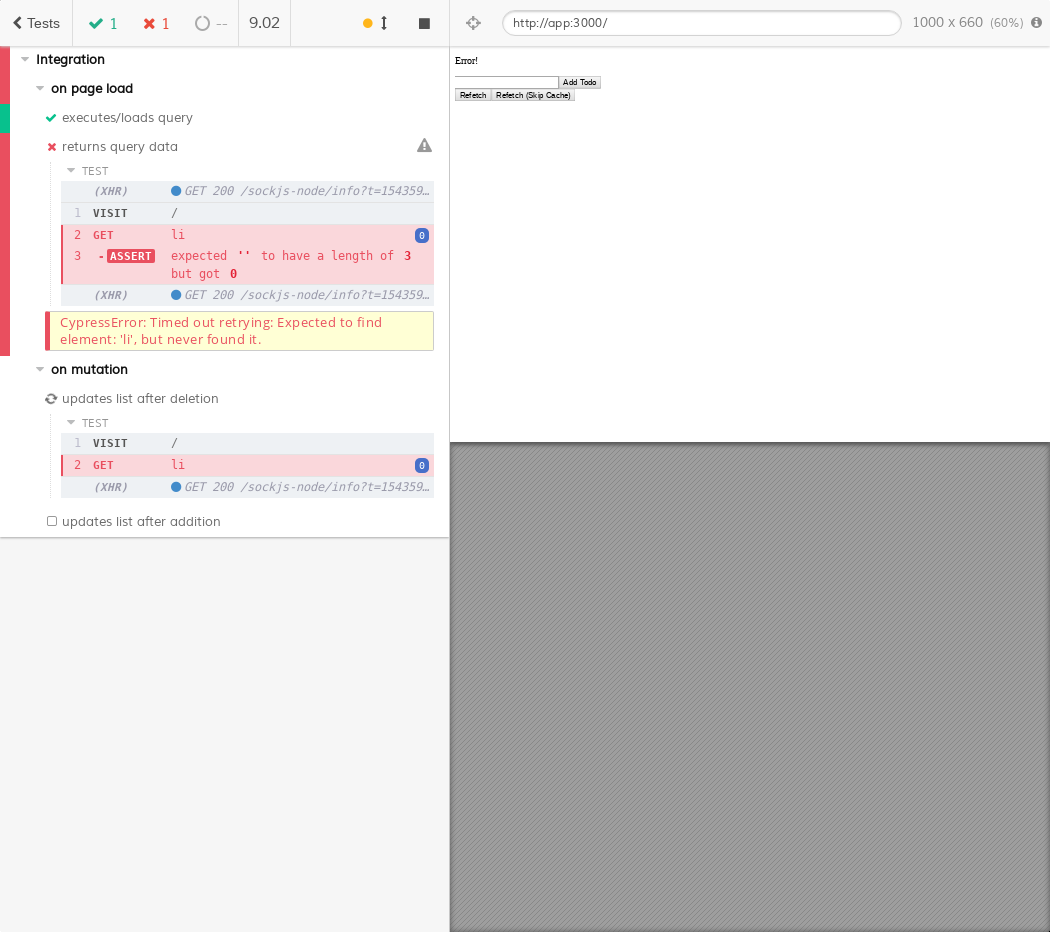 Tests 1 1 -- 9.02
http://app:3000/ 1000 x 660 (60%)
Integration
on page load
executes/loads query
returns query data
TEST
(XHR) GET 200 /sockjs-node/info?t=154359…
1 VISIT /
2 GET li 0
3 -ASSERT expected '' to have a length of 3
but got 0
(XHR) GET 200 /sockjs-node/info?t=154359…
CypressError: Timed out retrying: Expected to find
element: 'li', but never found it.
on mutation
updates list after deletion
TEST
1 VISIT /
2 GET li 0
(XHR) GET 200 /sockjs-node/info?t=154359…
updates list after addition
Error!
Add Todo
Refetch Refetch (Skip Cache)